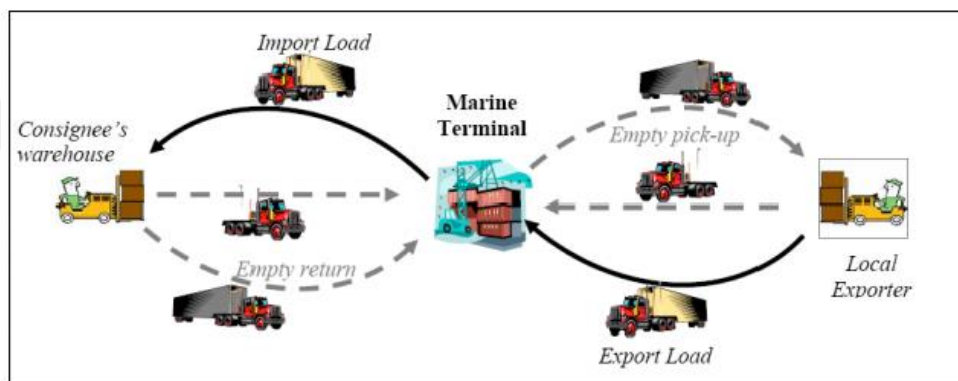 Import Load
Consignee's
warehouse
Marine
Terminal
Empty pick-up
Empty return
Local
Exporter
Export Load